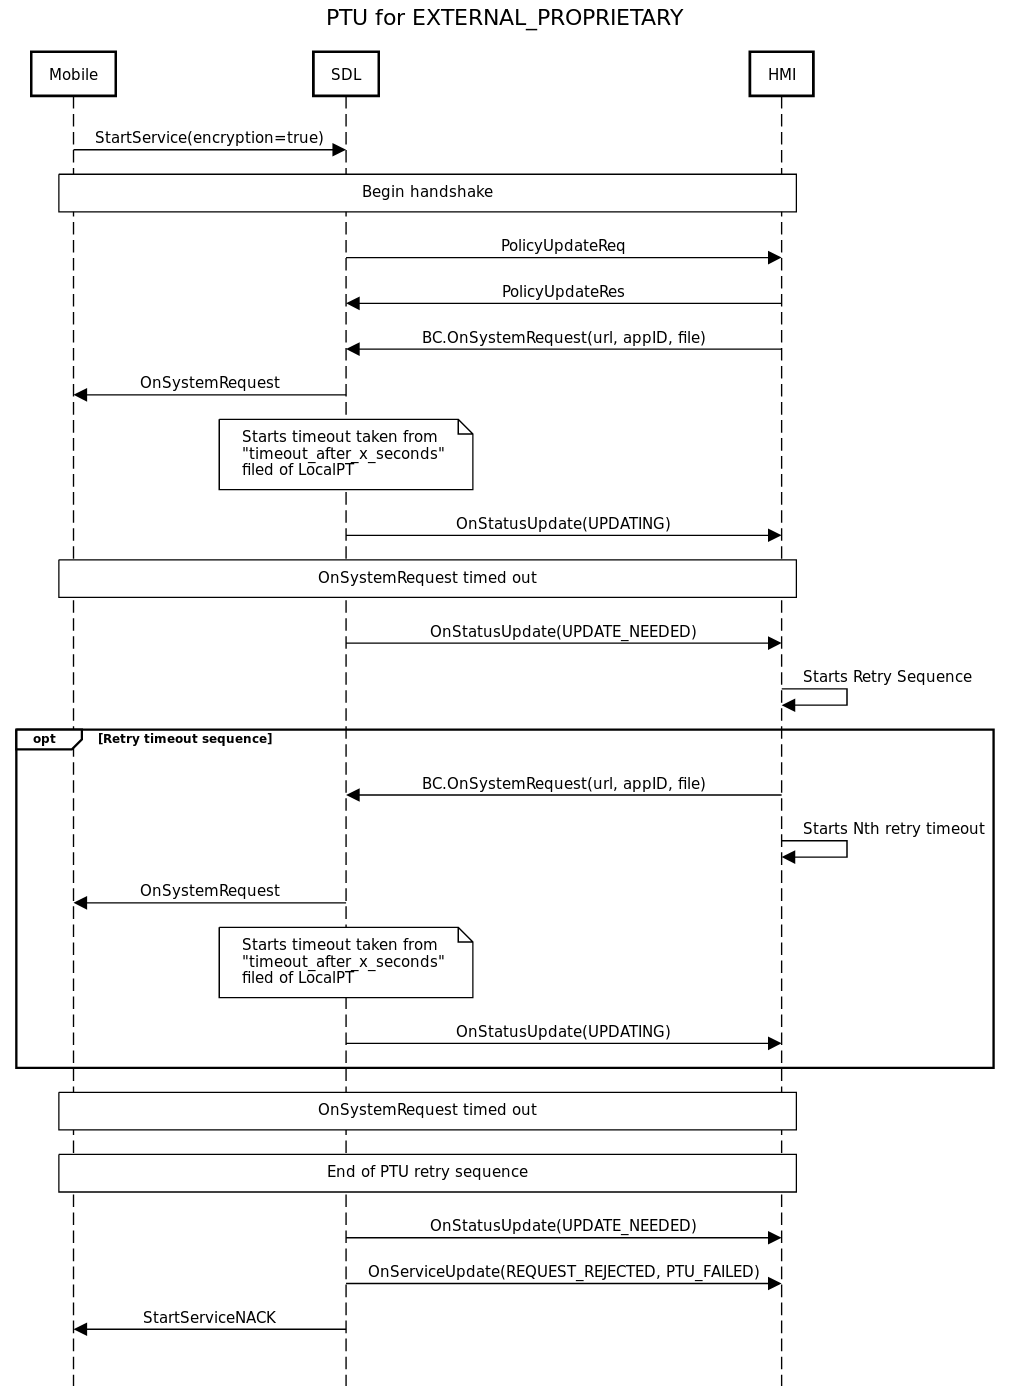 PTU for EXTERNAL_PROPRIETARY
Mobile
SDL
HMI
StartService(encryption=true)
Begin handshake
PolicyUpdateReq
PolicyUpdateRes
BC.OnSystemRequest(url, appID, file)
OnSystemRequest
Starts timeout taken from
"timeout_after_x_seconds"
filed of LocalPT
OnStatusUpdate(UPDATING)
OnSystemRequest timed out
OnStatusUpdate(UPDATE_NEEDED)
Starts Retry Sequence
opt
[Retry timeout sequence]
BC.OnSystemRequest(url, appID, file)
Starts Nth retry timeout
OnSystemRequest
Starts timeout taken from
"timeout_after_x_seconds"
filed of LocalPT
OnStatusUpdate(UPDATING)
OnSystemRequest timed out
End of PTU retry sequence
OnStatusUpdate(UPDATE_NEEDED)
OnServiceUpdate(REQUEST_REJECTED, PTU_FAILED)
StartServiceNACK